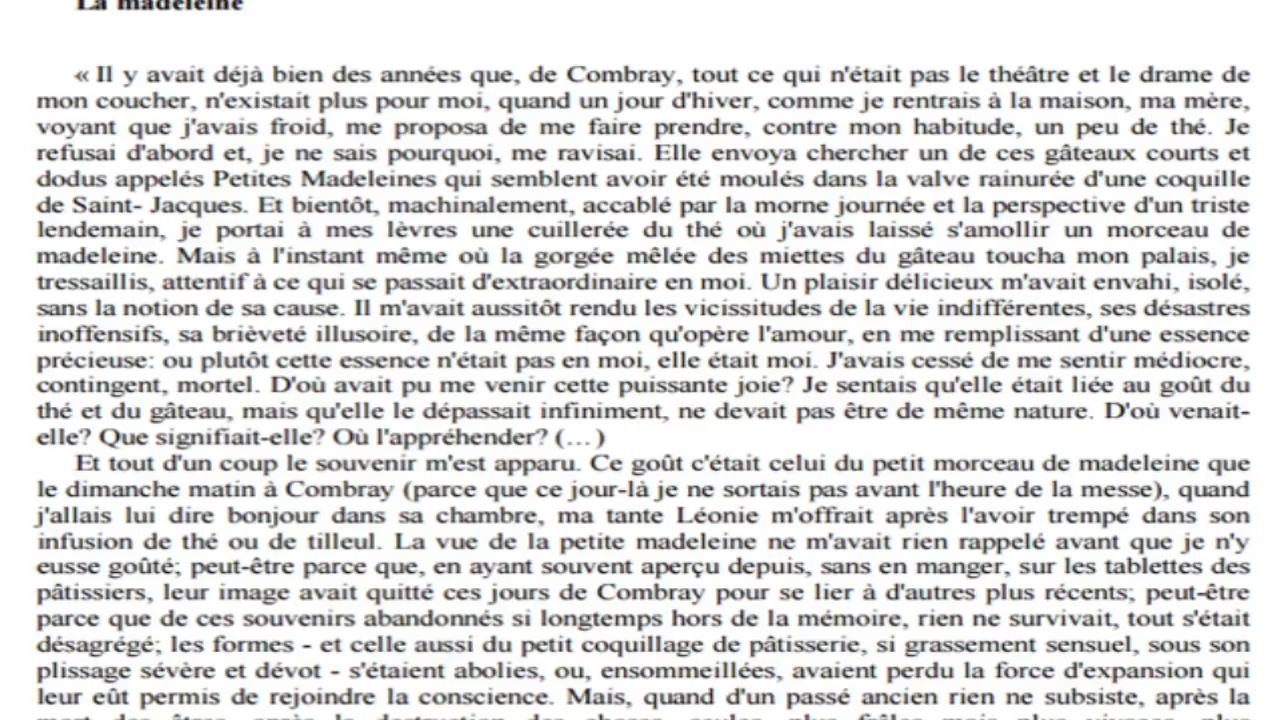 La madeleine
« Il y avait déjà bien des années que, de Combray, tout ce qui n'était pas le théâtre et le drame de
mon coucher, n'existait plus pour moi, quand un jour d'hiver, comme je rentrais à la maison, ma mère,
voyant que j'avais froid, me proposa de me faire prendre, contre mon habitude, un peu de thé. Je
refusai d'abord et, je ne sais pourquoi, me ravisai. Elle envoya chercher un de ces gâteaux courts et
dodus appelés Petites Madeleines qui semblent avoir été moulés dans la valve rainurée d'une coquille
de Saint- Jacques. Et bientôt, machinalement, accablé par la morne journée et la perspective d'un triste
lendemain, je portai à mes lèvres une cuillerée du thé où j'avais laissé s'amollir un morceau de
madeleine. Mais à l'instant même où la gorgée mêlée des miettes du gâteau toucha mon palais, je
tressaillis, attentif à ce qui se passait d'extraordinaire en moi. Un plaisir délicieux m'avait envahi, isolé,
sans la notion de sa cause. Il m'avait aussitôt rendu les vicissitudes de la vie indifférentes, ses désastres
inoffensifs, sa brièveté illusoire, de la même façon qu'opère l'amour, en me remplissant d'une essence
précieuse: ou plutôt cette essence n'était pas en moi, elle était moi. J'avais cessé de me sentir médiocre,
contingent, mortel. D'où avait pu me venir cette puissante joie? Je sentais qu'elle était liée au goût du
thé et du gâteau, mais qu'elle le dépassait infiniment, ne devait pas être de même nature. D'où venait-
elle? Que signifiait-elle? Où l'appréhender? (…)
Et tout d'un coup le souvenir m'est apparu. Ce goût c'était celui du petit morceau de madeleine que
le dimanche matin à Combray (parce que ce jour-là je ne sortais pas avant l'heure de la messe), quand
j'allais lui dire bonjour dans sa chambre, ma tante Léonie m'offrait après l'avoir trempé dans son
infusion de thé ou de tilleul. La vue de la petite madeleine ne m'avait rien rappelé avant que je n'y
eusse goûté; peut-être parce que, en ayant souvent aperçu depuis, sans en manger, sur les tablettes des
pâtissiers, leur image avait quitté ces jours de Combray pour se lier à d'autres plus récents; peut-être
parce que de ces souvenirs abandonnés si longtemps hors de la mémoire, rien ne survivait, tout s'était
désagrégé; les formes - et celle aussi du petit coquillage de pâtisserie, si grassement sensuel, sous son
plissage sévère et dévot - s'étaient abolies, ou, ensommeillées, avaient perdu la force d'expansion qui
leur eût permis de rejoindre la conscience. Mais, quand d'un passé ancien rien ne subsiste, après la
mort des êtres, après la destruction des choses, seules, plus frêles mais plus vivaces, plus